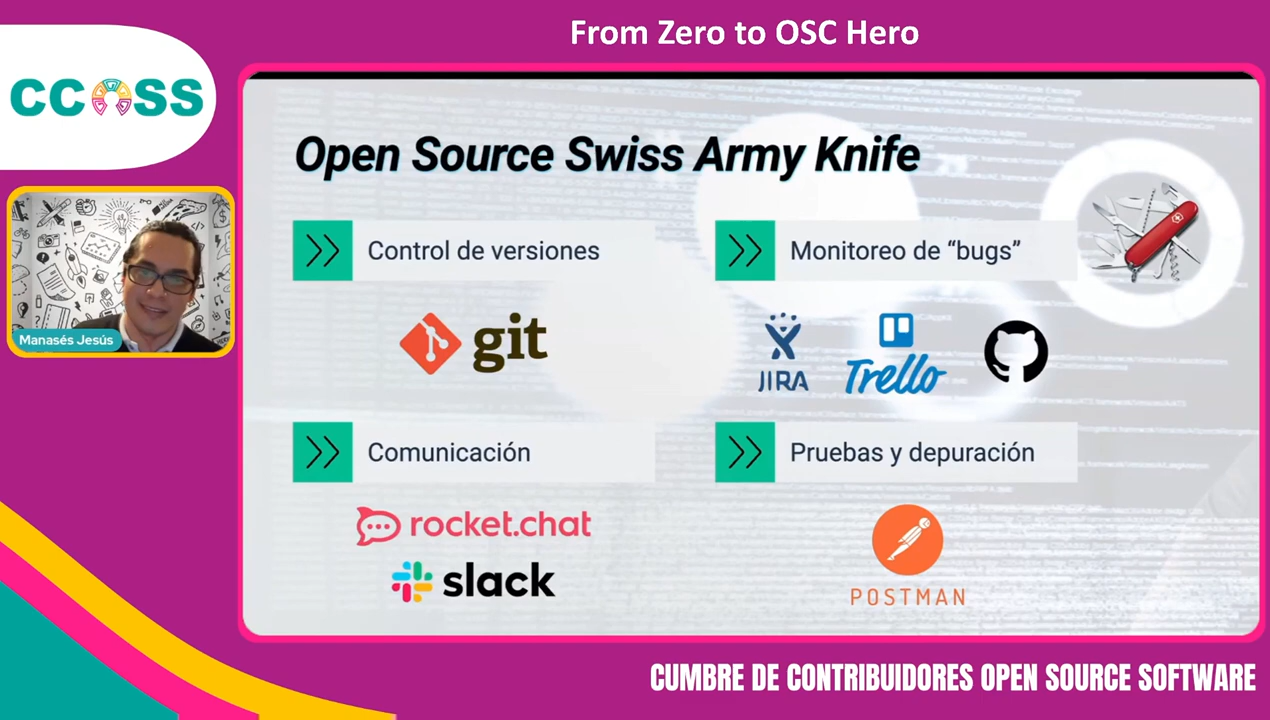 From Zero to OSC Hero
CCOSS
Manasés Jesús
Open Source Swiss Army Knife
Control de versiones
git
Monitoreo de “bugs”
JIRA
Trello
Comunicación
rocket.chat
slack
Pruebas y depuración
POSTMAN
CUMBRE DE CONTRIBUIDORES OPEN SOURCE SOFTWARE